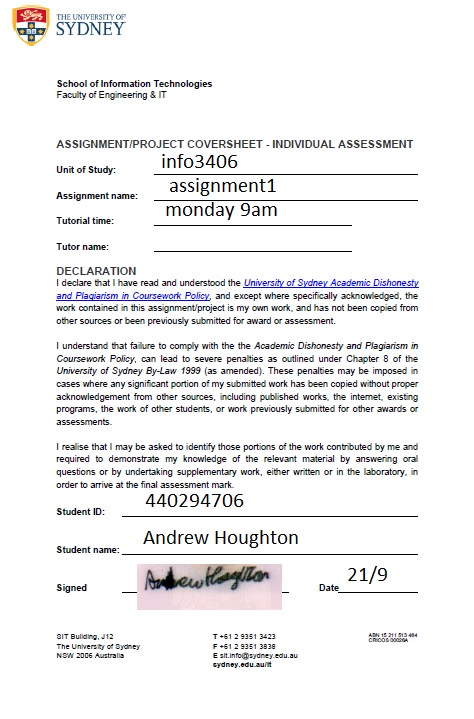 THE UNIVERSITY OF
SYDNEY
School of Information Technologies
Faculty of Engineering & IT
ASSIGNMENT/PROJECT COVERSHEET - INDIVIDUAL ASSESSMENT
Unit of Study: info3406
Assignment name: assignment1
Tutorial time: monday 9am
Tutor name:
DECLARATION
I declare that I have read and understood the University of Sydney Academic Dishonesty
and Plagiarism in Coursework Policy, and except where specifically acknowledged, the
work contained in this assignment/project is my own work, and has not been copied from
other sources or been previously submitted for award or assessment.
I understand that failure to comply with the the Academic Dishonesty and Plagiarism in
Coursework Policy, can lead to severe penalties as outlined under Chapter 8 of the
University of Sydney By-Law 1999 (as amended). These penalties may be imposed in
cases where any significant portion of my submitted work has been copied without proper
acknowledgement from other sources, including published works, the internet, existing
programs, the work of other students, or work previously submitted for other awards or
assessments.
I realise that I may be asked to identify those portions of the work contributed by me and
required to demonstrate my knowledge of the relevant material by answering oral
questions or by undertaking supplementary work, either written or in the laboratory, in
order to arrive at the final assessment mark.
Student ID: 440294706
Student name: Andrew Houghton
Signed Andrew Houghton Date 21/9
SIT Building, J12 T +61 2 9351 3423 ABN 15 211 513 464
The University of Sydney F +61 2 9351 3838 CRICOS 00026A
NSW 2006 Australia E sit.info@sydney.edu.au
sydney.edu.au/it